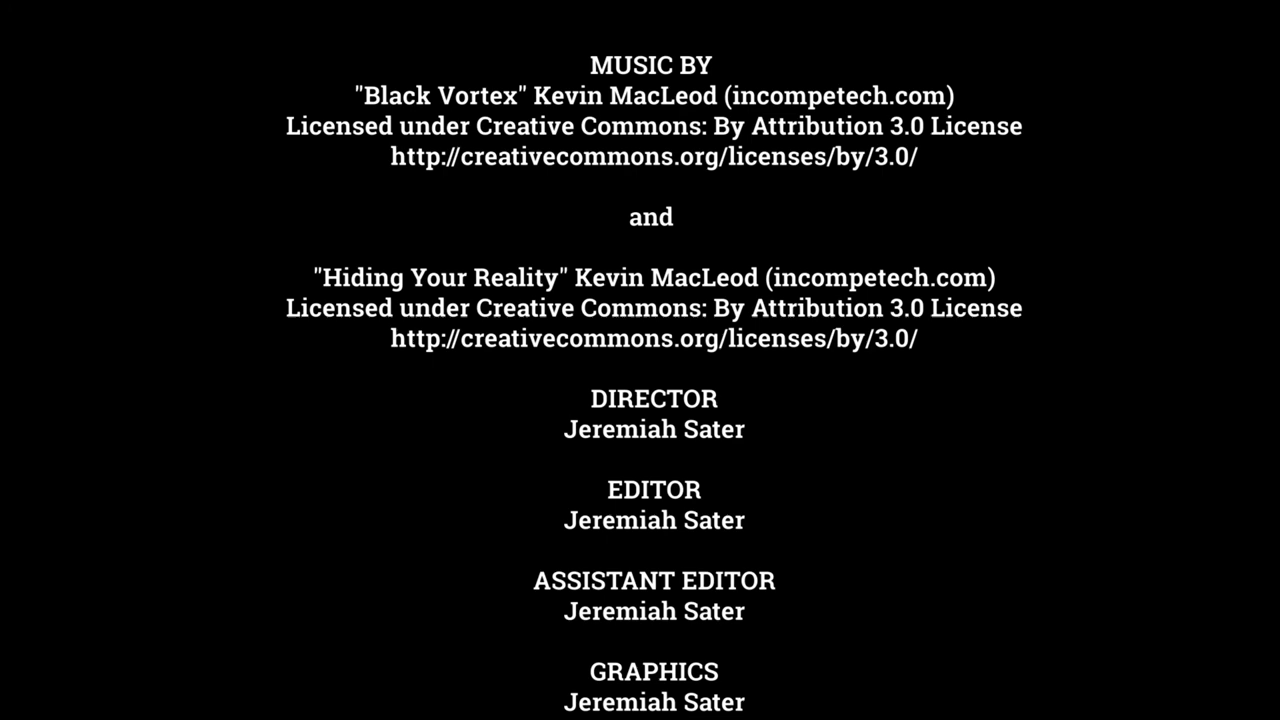 MUSIC BY
"Black Vortex" Kevin MacLeod (incompetech.com)
Licensed under Creative Commons: By Attribution 3.0 License
http://creativecommons.org/licenses/by/3.0/
and
"Hiding Your Reality" Kevin MacLeod (incompetech.com)
Licensed under Creative Commons: By Attribution 3.0 License
http://creativecommons.org/licenses/by/3.0/
DIRECTOR
Jeremiah Sater
EDITOR
Jeremiah Sater
ASSISTANT EDITOR
Jeremiah Sater
GRAPHICS
Jeremiah Sater